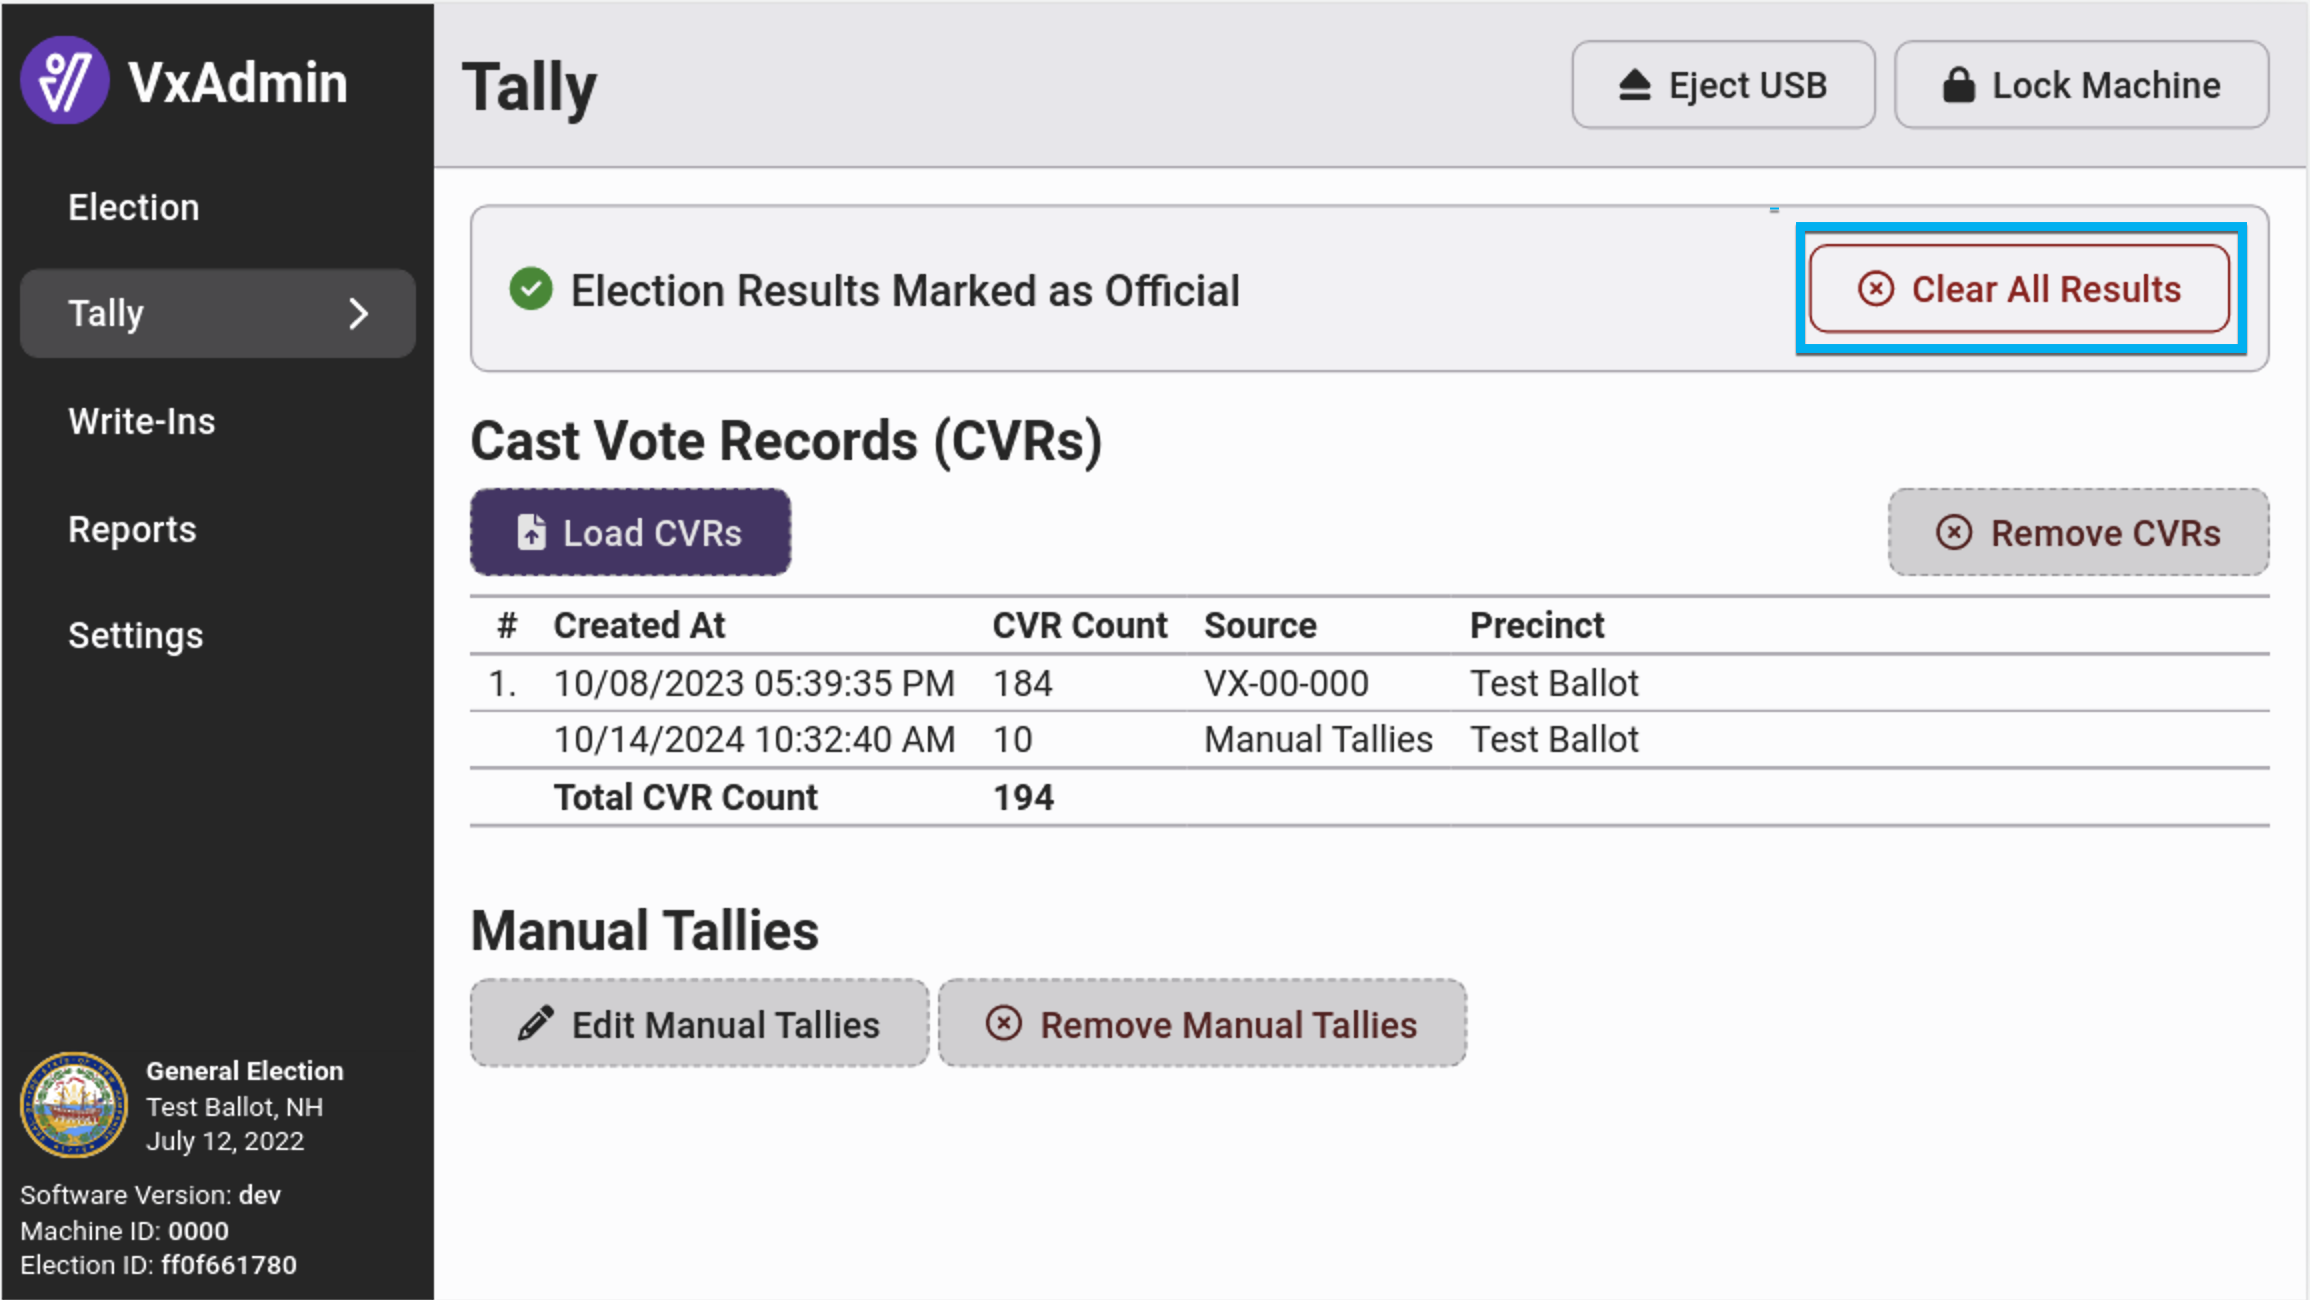 VxAdmin
Election
Tally
Write-Ins
Reports
Settings
General Election
Test Ballot, NH
July 12, 2022
Software Version: dev
Machine ID: 0000
Election ID: ff0f661780
Tally
Eject USB
Lock Machine
Election Results Marked as Official
Clear All Results
Cast Vote Records (CVRs)
Load CVRs
Remove CVRs
# Created At CVR Count Source Precinct
1. 10/08/2023 05:39:35 PM 184 VX-00-000 Test Ballot
10/14/2024 10:32:40 AM 10 Manual Tallies Test Ballot
Total CVR Count 194
Manual Tallies
Edit Manual Tallies
Remove Manual Tallies